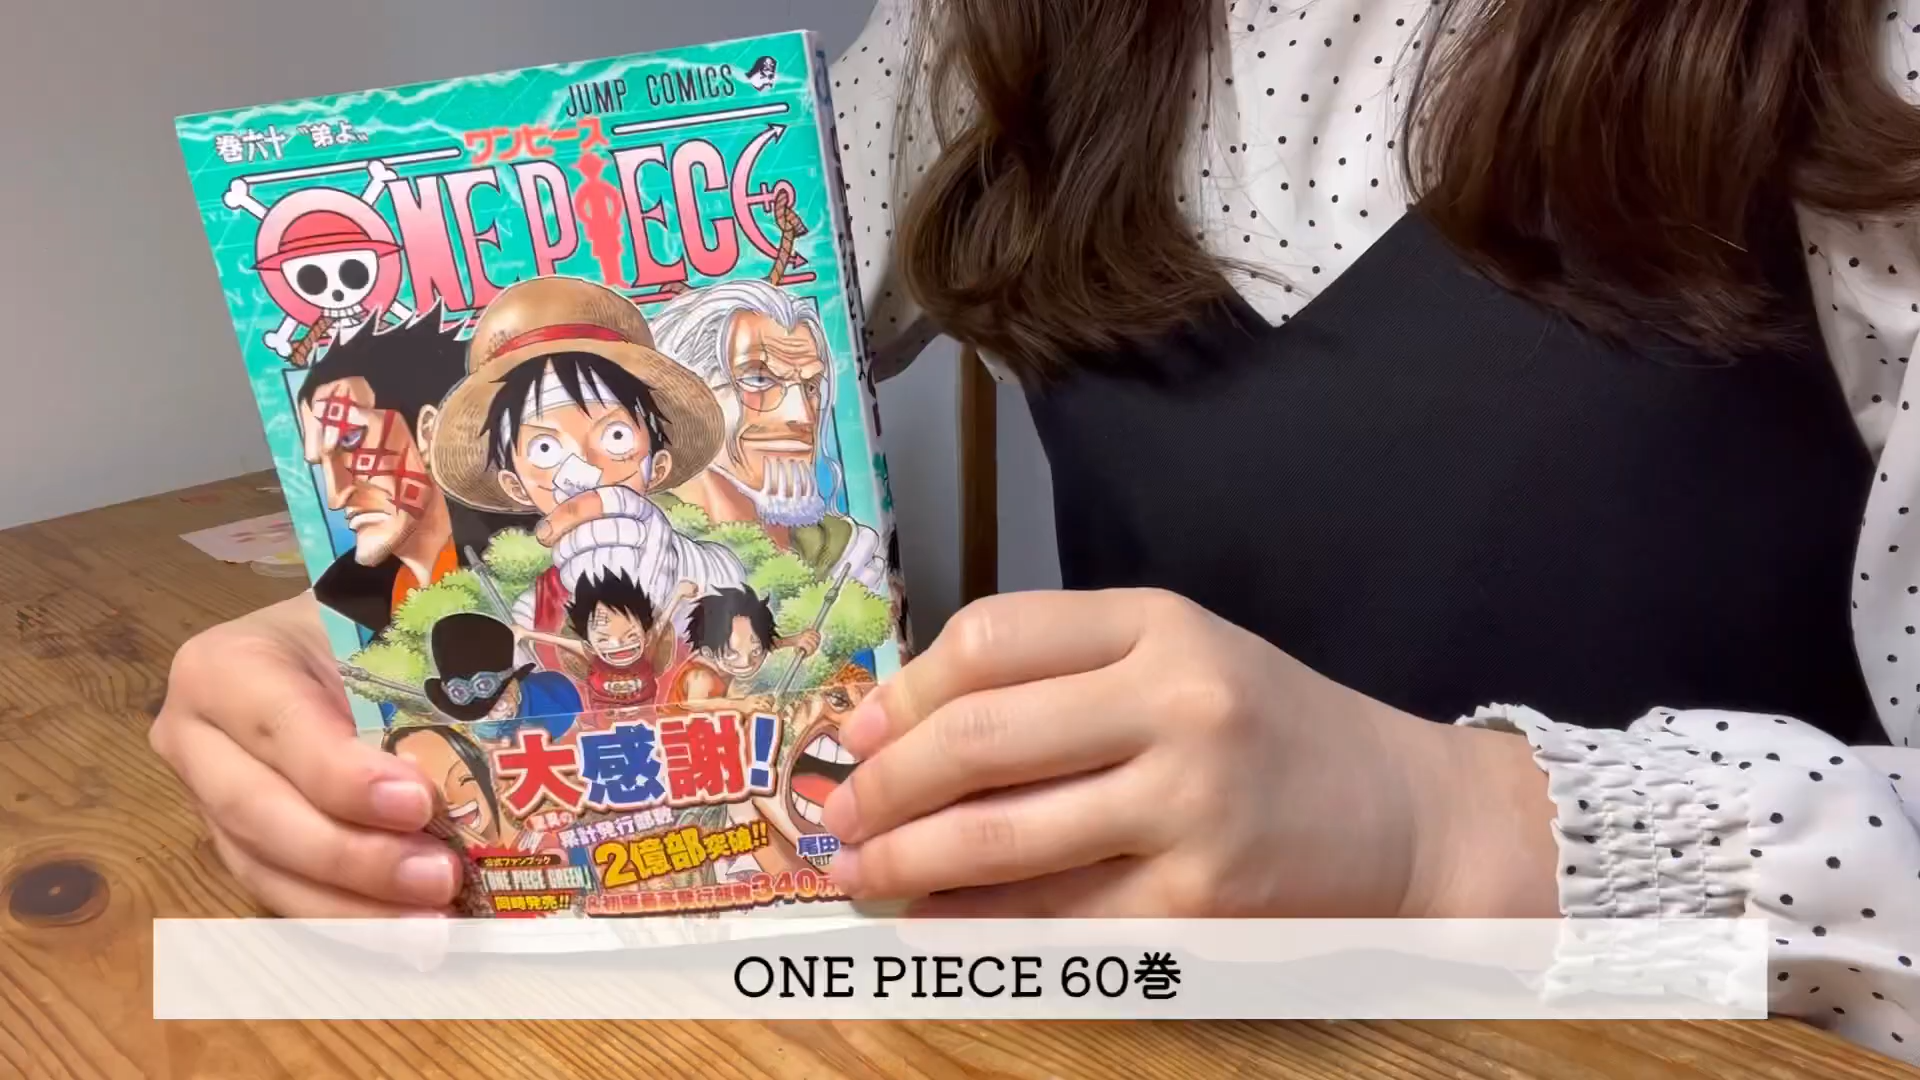 JUMP COMICS
巻六十 "弟よ"
ワンピース
ONE PIECE
大感謝!
驚異の
累計発行部数
2億部突破!!
尾田
公式ファンブック
「ONE PIECE GREEN」
同時発売!!
&初版最高発行部数340万
ONE PIECE 60巻